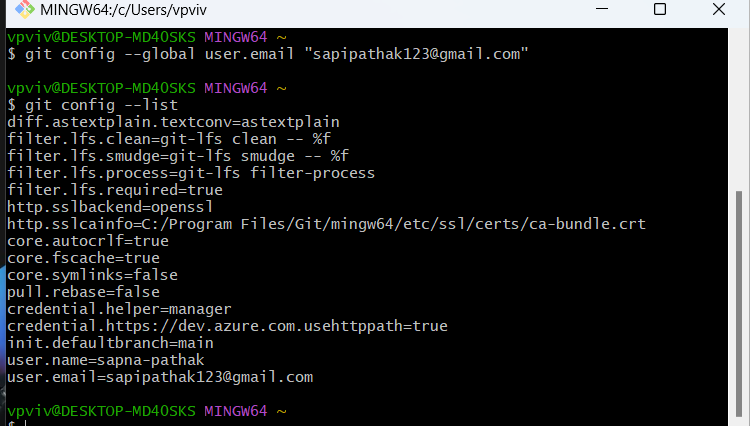 MINGW64:/c/Users/vpviv
vpviv@DESKTOP-MD4OSKS MINGW64 ~
$ git config --global user.email "sapipathak123@gmail.com"
vpviv@DESKTOP-MD4OSKS MINGW64 ~
$ git config --list
diff.astextplain.textconv=astextplain
filter.lfs.clean=git-lfs clean -- %f
filter.lfs.smudge=git-lfs smudge -- %f
filter.lfs.process=git-lfs filter-process
filter.lfs.required=true
http.sslbackend=openssl
http.sslcainfo=C:/Program Files/Git/mingw64/etc/ssl/certs/ca-bundle.crt
core.autocrlf=true
core.fscache=true
core.symlinks=false
pull.rebase=false
credential.helper=manager
credential.https://dev.azure.com.usehttppath=true
init.defaultbranch=main
user.name=sapna-pathak
user.email=sapipathak123@gmail.com
vpviv@DESKTOP-MD4OSKS MINGW64 ~
$